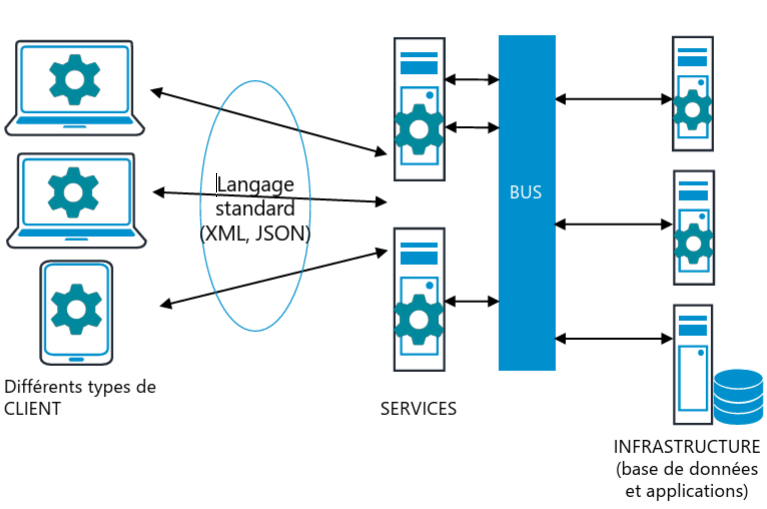 Langage
standard
(XML, JSON)
BUS
Différents types de
CLIENT
SERVICES
INFRASTRUCTURE
(base de données
et applications)